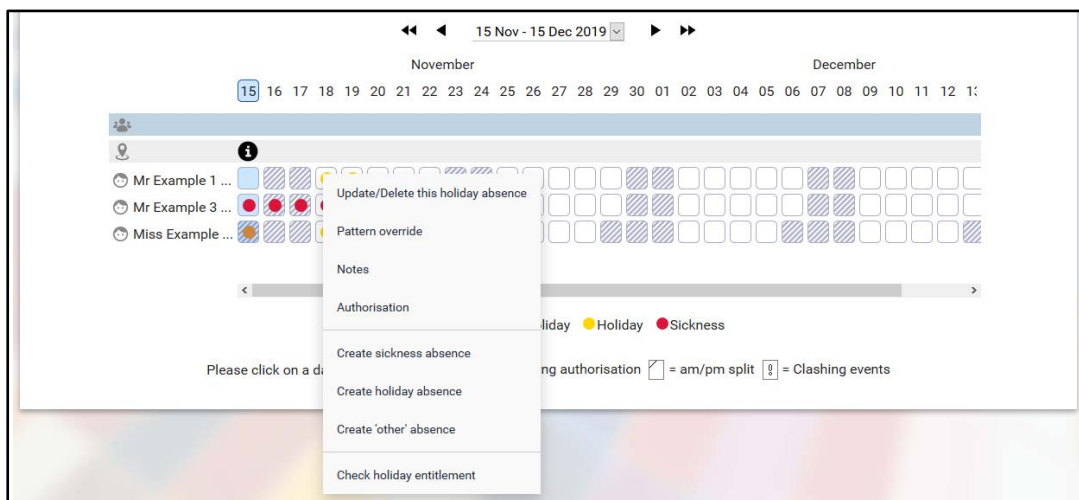 15 Nov - 15 Dec 2019
November December
15 16 17 18 19 20 21 22 23 24 25 26 27 28 29 30 01 02 03 04 05 06 07 08 09 10 11 12
Mr Example 1 ...
Mr Example 3 ...
Miss Example ...
Update/Delete this holiday absence
Pattern override
Notes
Authorisation
Create sickness absence
Create holiday absence
Create 'other' absence
Check holiday entitlement
Holiday Sickness
Please click on a authorisation = am/pm split = Clashing events